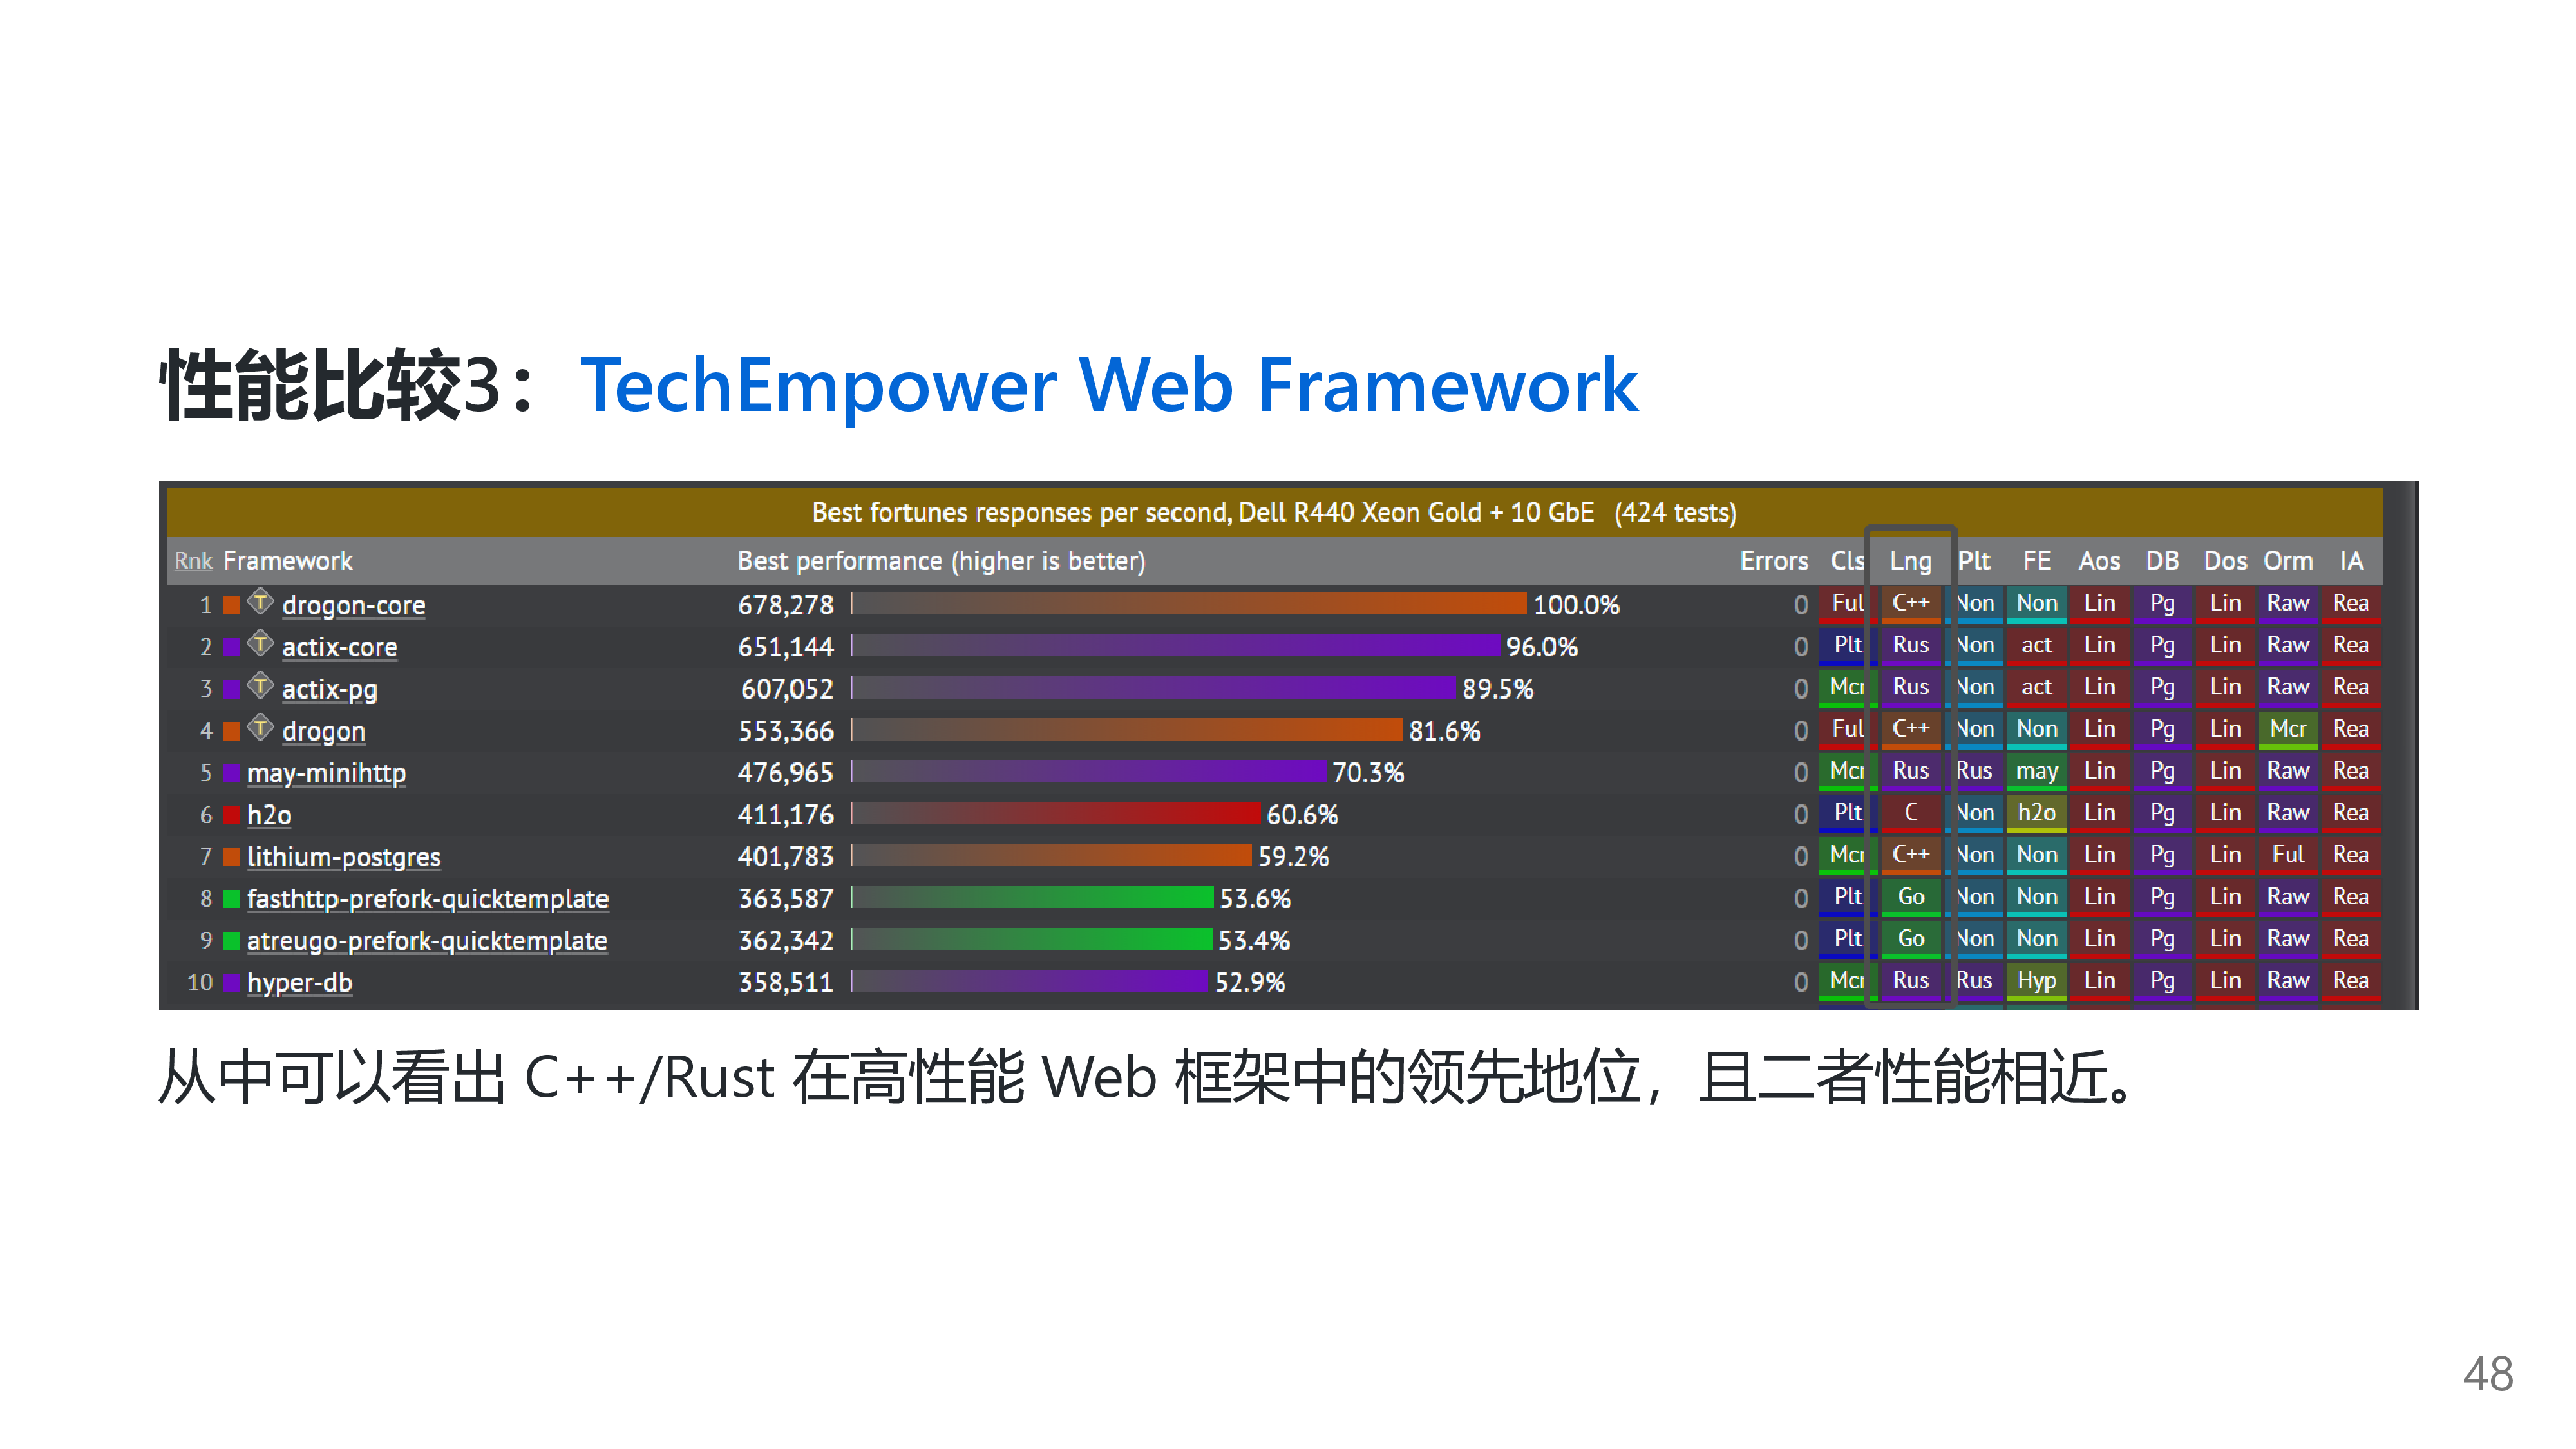 性能比较3：TechEmpower Web Framework
Best fortunes responses per second, Dell R440 Xeon Gold + 10 GbE (424 tests)
Rnk Framework Best performance (higher is better) Errors Cls Lng Plt FE Aos DB Dos Orm IA
1 T drogon-core 678,278 100.0% 0 Ful C++ Non Non Lin Pg Lin Raw Rea
2 T actix-core 651,144 96.0% 0 Plt Rus Non act Lin Pg Lin Raw Rea
3 T actix-pg 607,052 89.5% 0 Mcr Rus Non act Lin Pg Lin Raw Rea
4 T drogon 553,366 81.6% 0 Ful C++ Non Non Lin Pg Lin Mcr Rea
5 may-minihttp 476,965 70.3% 0 Mcr Rus Rus may Lin Pg Lin Raw Rea
6 h2o 411,176 60.6% 0 Plt C Non h2o Lin Pg Lin Raw Rea
7 lithium-postgres 401,783 59.2% 0 Mcr C++ Non Non Lin Pg Lin Ful Rea
8 fasthttp-prefork-quicktemplate 363,587 53.6% 0 Plt Go Non Non Lin Pg Lin Raw Rea
9 atreugo-prefork-quicktemplate 362,342 53.4% 0 Plt Go Non Non Lin Pg Lin Raw Rea
10 hyper-db 358,511 52.9% 0 Mcr Rus Rus Hyp Lin Pg Lin Raw Rea
从中可以看出 C++/Rust 在高性能 Web 框架中的领先地位，且二者性能相近。
48